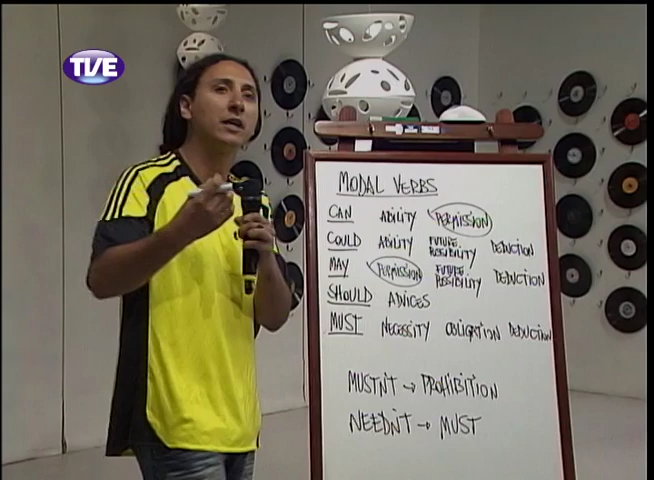 TVE
MODAL VERBS
CAN ABILITY PERMISSION
COULD ABILITY FUTURE POSSIBILITY DEDUCTION
MAY PERMISSION FUTURE POSSIBILITY DEDUCTION
SHOULD ADVICES
MUST NECESSITY OBLIGATION DEDUCTION
MUSTN'T → PROHIBITION
NEEDN'T → MUST